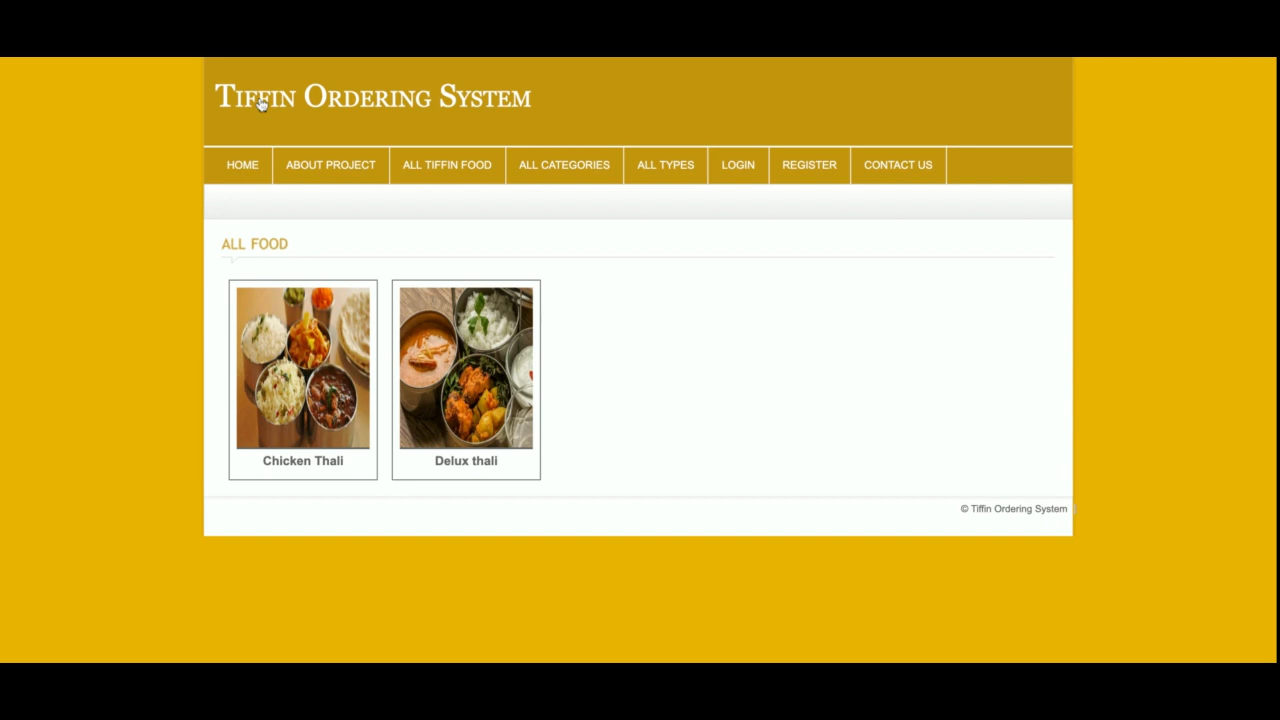 Tiffin Ordering System
HOME ABOUT PROJECT ALL TIFFIN FOOD ALL CATEGORIES ALL TYPES LOGIN REGISTER CONTACT US
ALL FOOD
Chicken Thali Delux thali
© Tiffin Ordering System